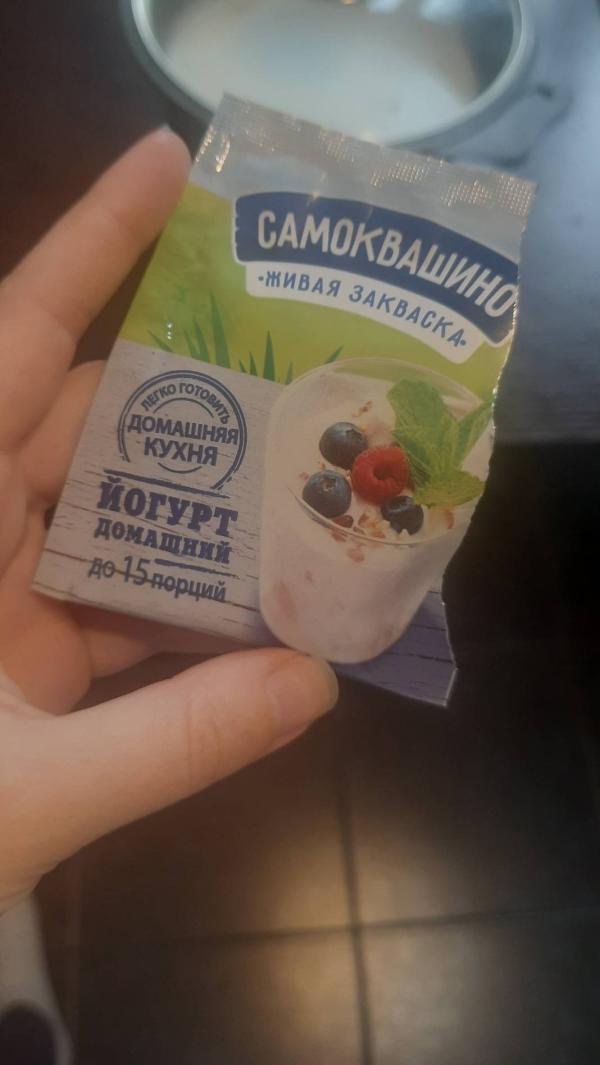 САМОКВАШИНО
•ЖИВАЯ ЗАКВАСКА•
ЛЕГКО ГОТОВИТЬ
ДОМАШНЯЯ
КУХНЯ
ЙОГУРТ
ДОМАШНИЙ
до 15 порций